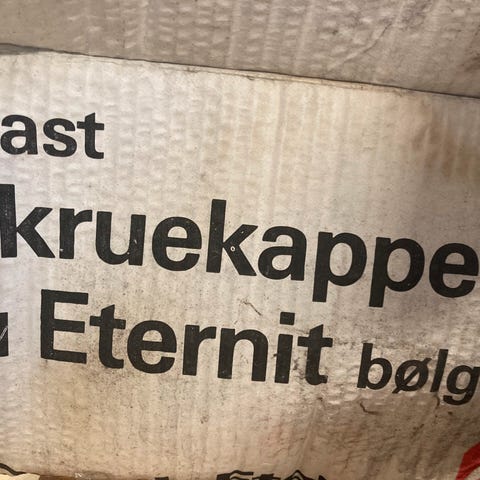 ast
kruekappe
Eternit bølg